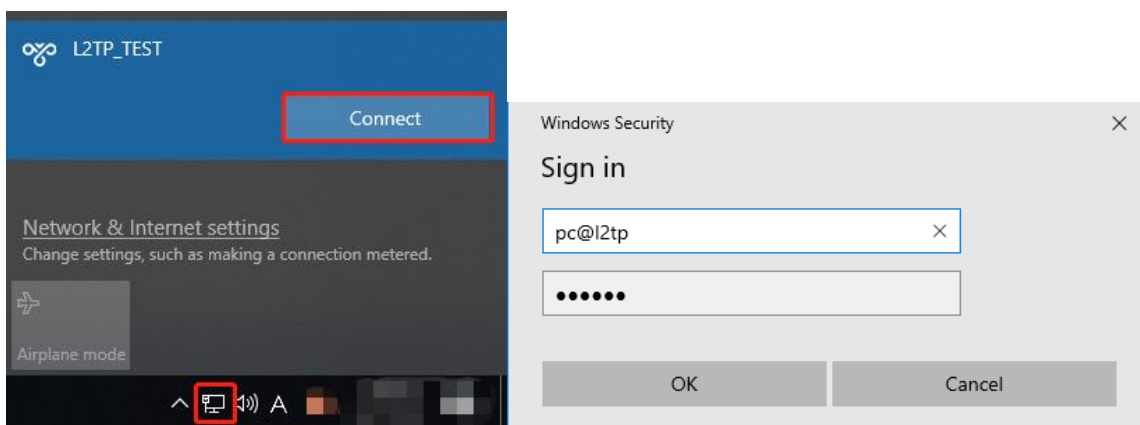 L2TP_TEST
Connect
Network & Internet settings
Change settings, such as making a connection metered.
Airplane mode
A
Windows Security
Sign in
pc@l2tp
••••••
OK
Cancel